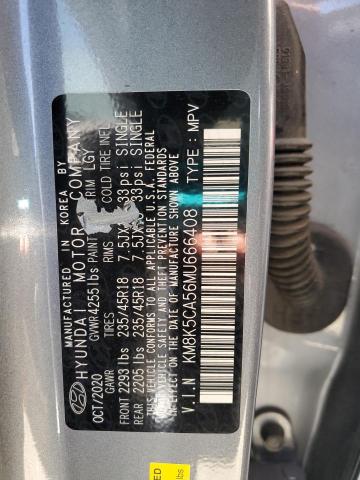 MADE IN KOREA BY
HYUNDAI MOTOR COMPANY
GVWR 4255lbs PAINT RIM LGY
OCT/2020 GAWR TIRES RIMS COLD TIRE INFL
FRONT 2293 lbs 235/45R18 7.5JX 33psi SINGLE
REAR 2205 lbs 235/45R18 7.5JX 33psi SINGLE
THIS VEHICLE CONFORMS TO ALL APPLICABLE U.S.A. FEDERAL
MOTOR VEHICLE SAFETY, BUMPER, AND THEFT PREVENTION
STANDARDS IN EFFECT ON THE DATE OF MANUFACTURE SHOWN ABOVE.
V.I.N : KM8K5CA56MU666408 TYPE : MPV
lbs